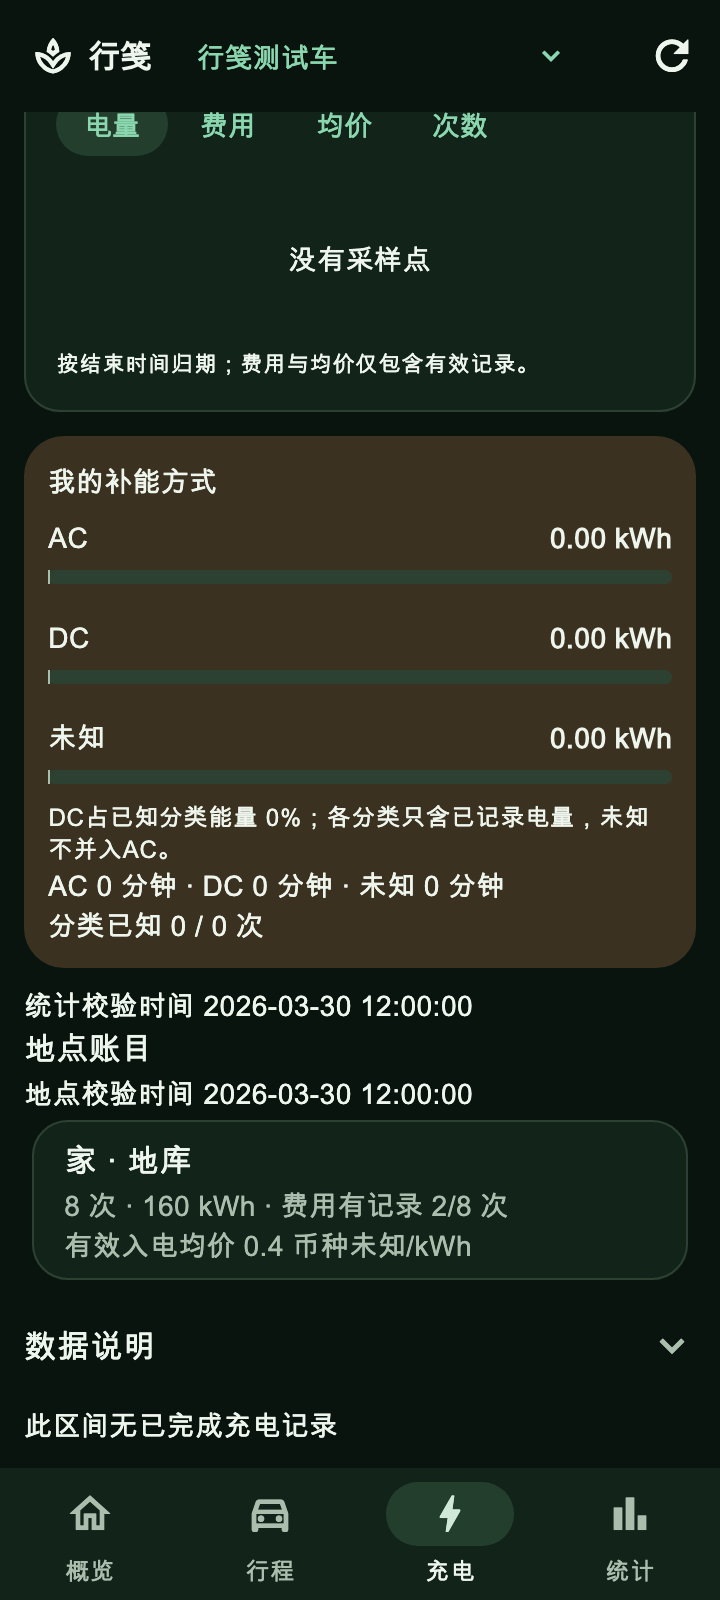 行笺
行笺测试车
电量 费用 均价 次数
没有采样点
按结束时间归期；费用与均价仅包含有效记录。
我的补能方式
AC 0.00 kWh
DC 0.00 kWh
未知 0.00 kWh
DC占已知分类能量 0%；各分类只含已记录电量，未知
不并入AC。
AC 0 分钟 · DC 0 分钟 · 未知 0 分钟
分类已知 0 / 0 次
统计校验时间 2026-03-30 12:00:00
地点账目
地点校验时间 2026-03-30 12:00:00
家 · 地库
8 次 · 160 kWh · 费用有记录 2/8 次
有效入电均价 0.4 币种未知/kWh
数据说明
此区间无已完成充电记录
概览 行程 充电 统计